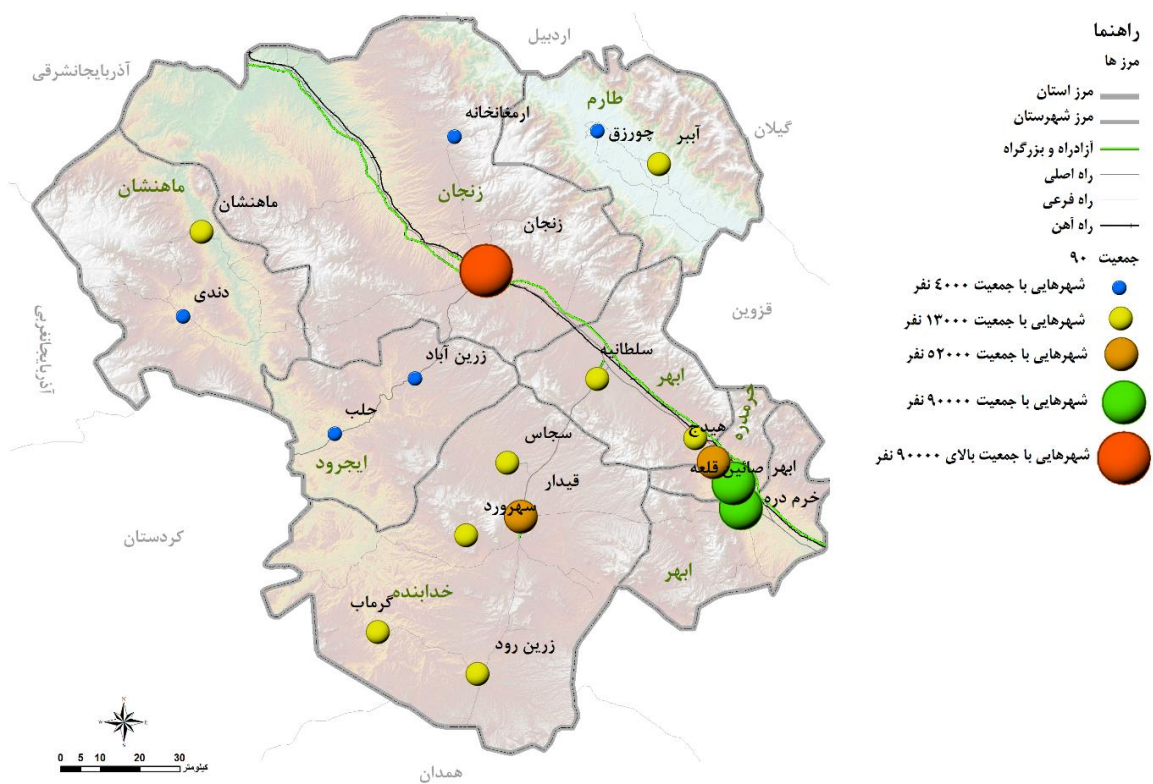 اردبیل
آذربایجانشرقی
طارم
ارمغانخانه
چورزق
آببر
گیلان
ماهنشان
ماهنشان
زنجان
زنجان
دندی
قزوین
آذربایجانغربی
سلطانیه
زرین آباد
ابهر
خرمدره
حلب
هیدج
سجاس
ایجرود
ابهر
صائین قلعه
قیدار
خرم دره
سهرورد
کردستان
ابهر
خدابنده
گرماب
زرین رود
همدان
N
W
E
S
0 5 10 20 30
کیلومتر
راهنما
مرز ها
مرز استان
مرز شهرستان
آزادراه و بزرگراه
راه اصلی
راه فرعی
راه آهن
جمعیت ۹۰
شهرهایی با جمعیت ٤۰۰۰ نفر
شهرهایی با جمعیت ۱۳۰۰۰ نفر
شهرهایی با جمعیت ٥۲۰۰۰ نفر
شهرهایی با جمعیت ۹۰۰۰۰ نفر
شهرهایی با جمعیت بالای ۹۰۰۰۰ نفر